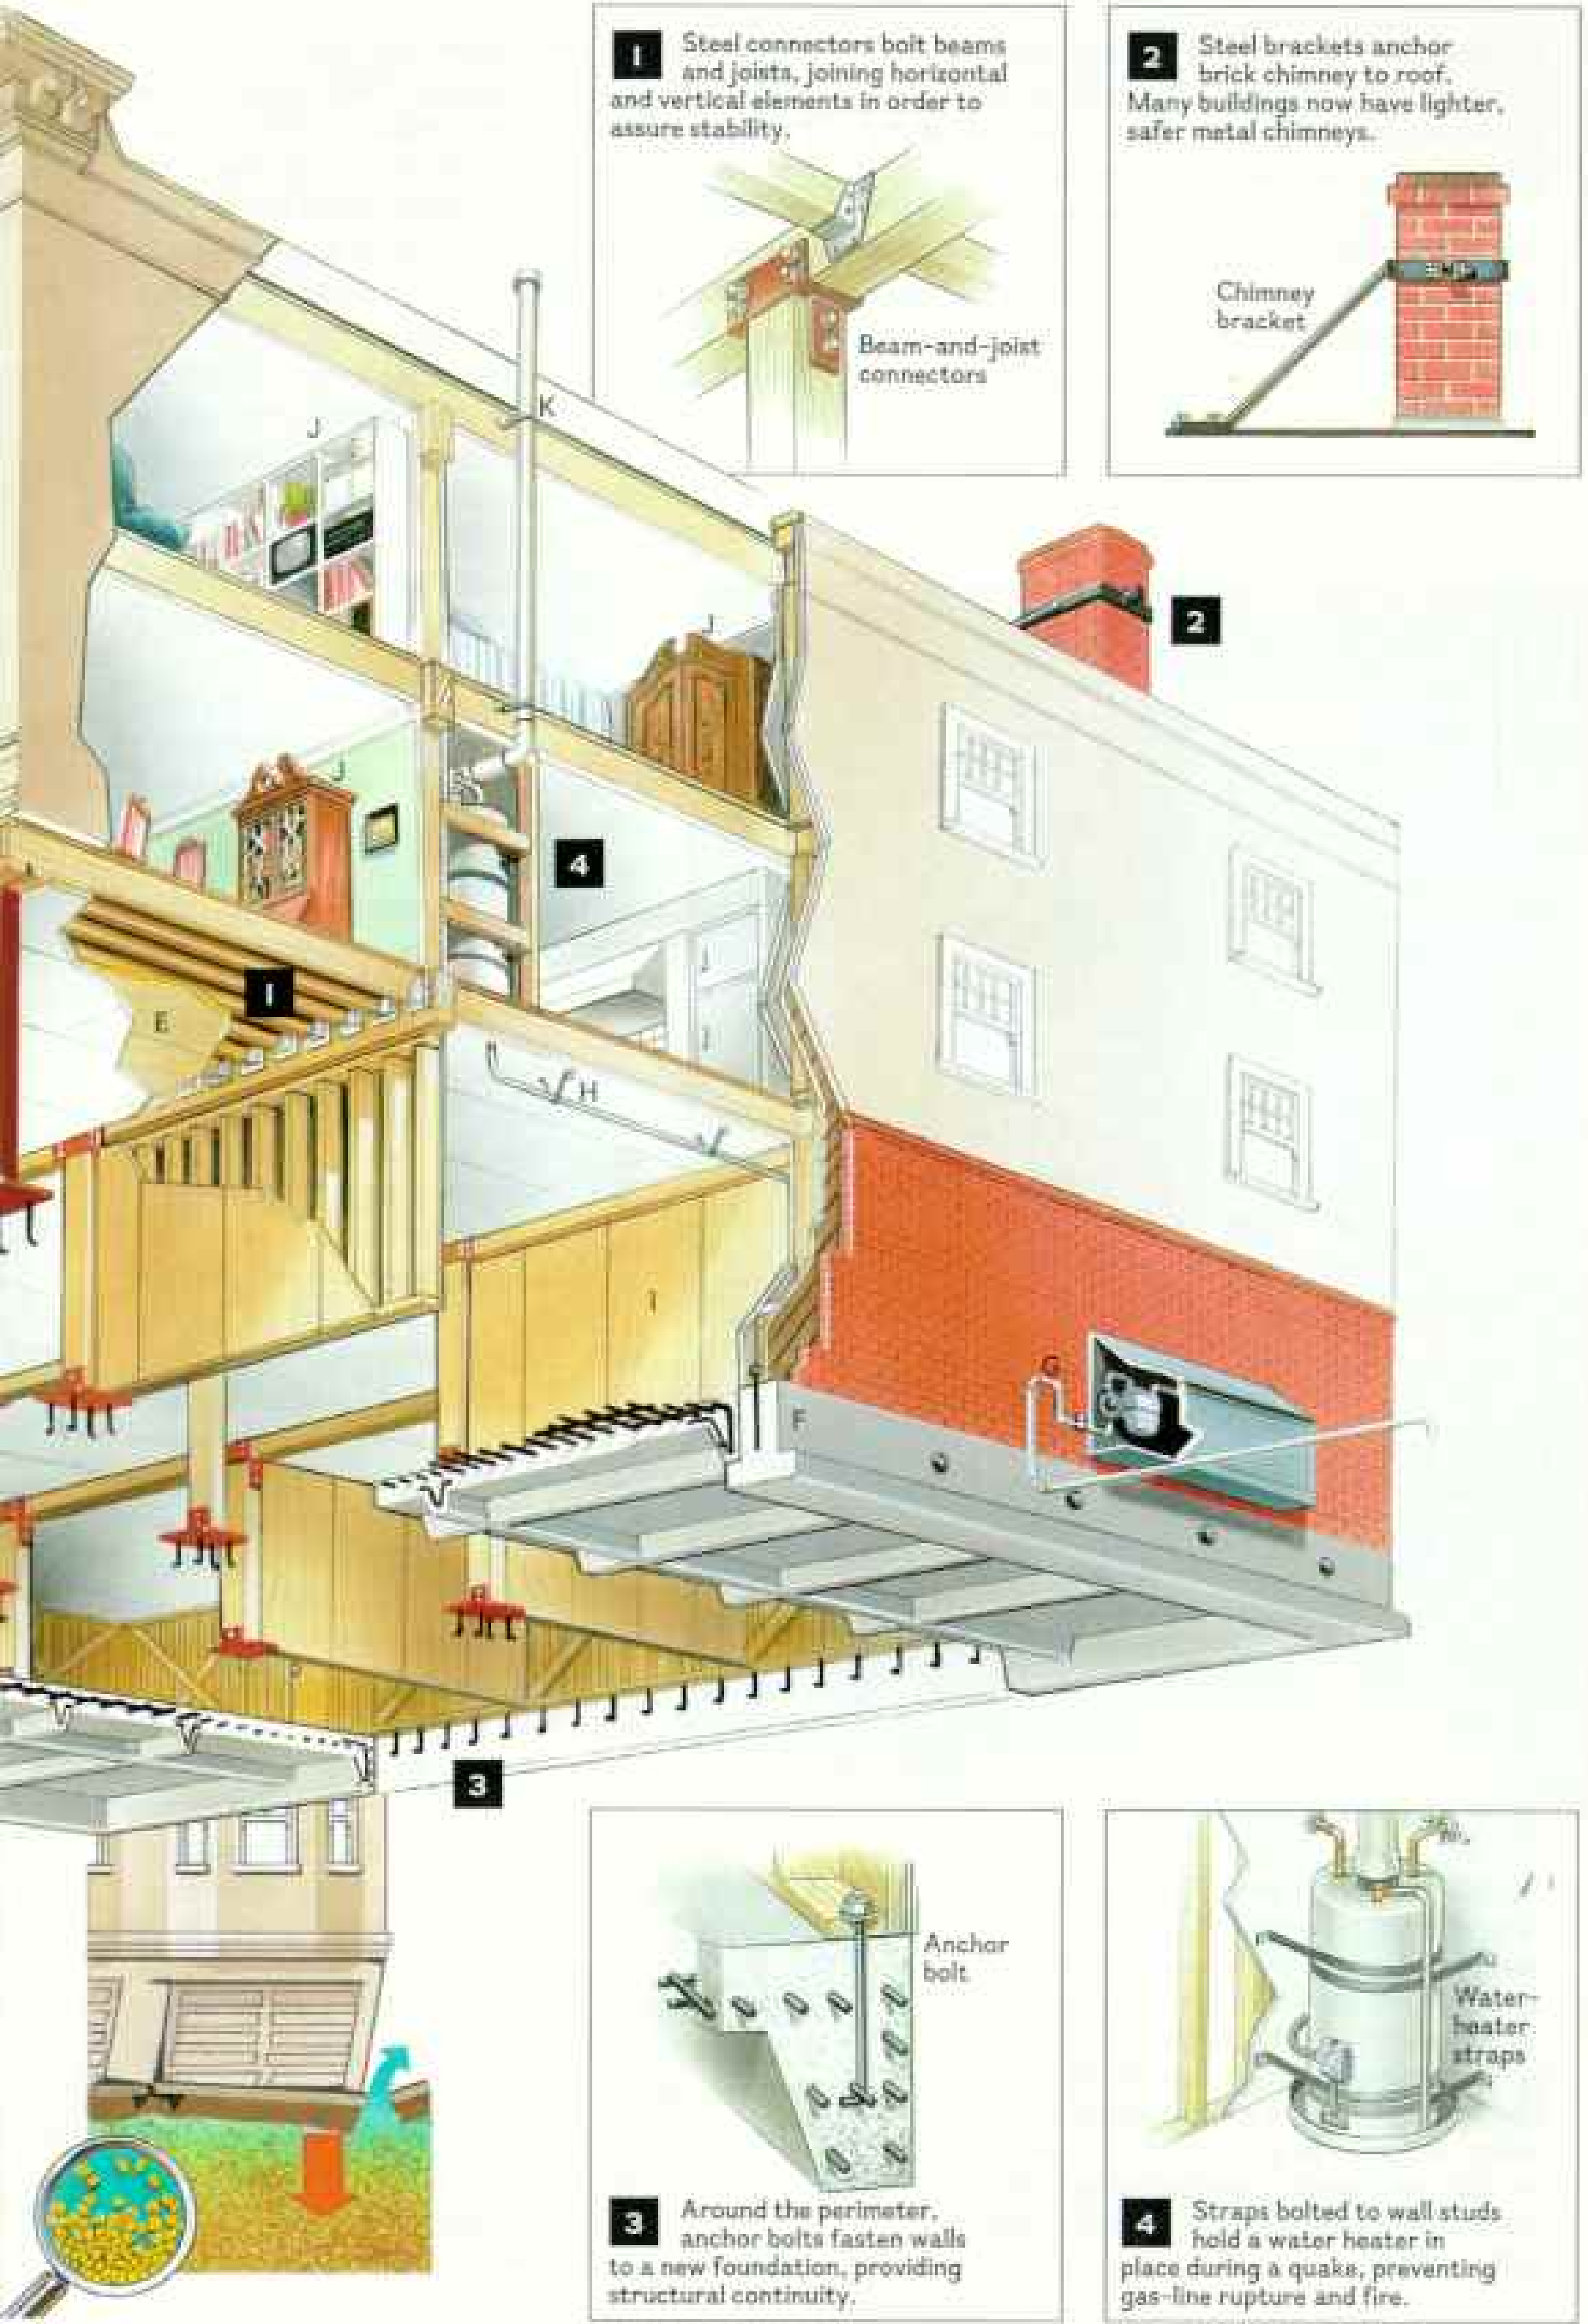 1 Steel connectors bolt beams
and joists, joining horizontal
and vertical elements in order to
assure stability.
Beam-and-joist
connectors
2 Steel brackets anchor
brick chimney to roof.
Many buildings now have lighter,
safer metal chimneys.
Chimney
bracket
K
J
J
2
J
4
1
E
H
I
G
F
3
Anchor
bolt
3 Around the perimeter,
anchor bolts fasten walls
to a new foundation, providing
structural continuity.
Water-
heater
straps
4 Straps bolted to wall studs
hold a water heater in
place during a quake, preventing
gas-line rupture and fire.